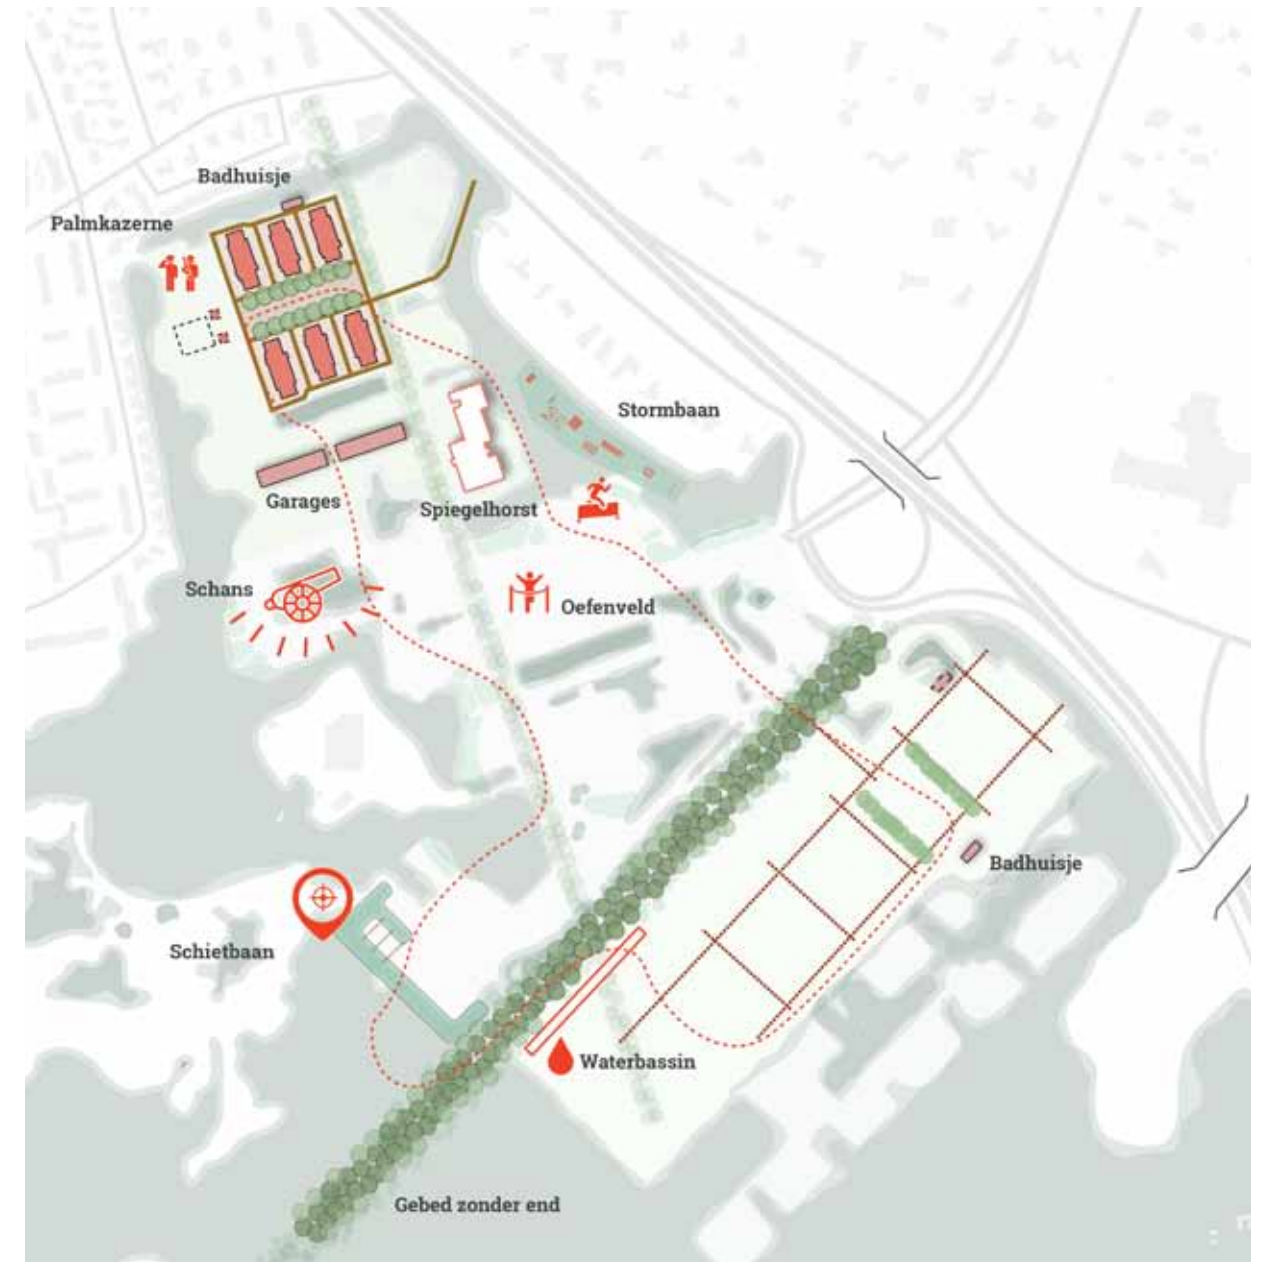 Badhuisje
Palmkazerne
Stormbaan
Garages
Spiegelhorst
Schans
Oefenveld
Badhuisje
Schietbaan
Waterbassin
Gebed zonder end